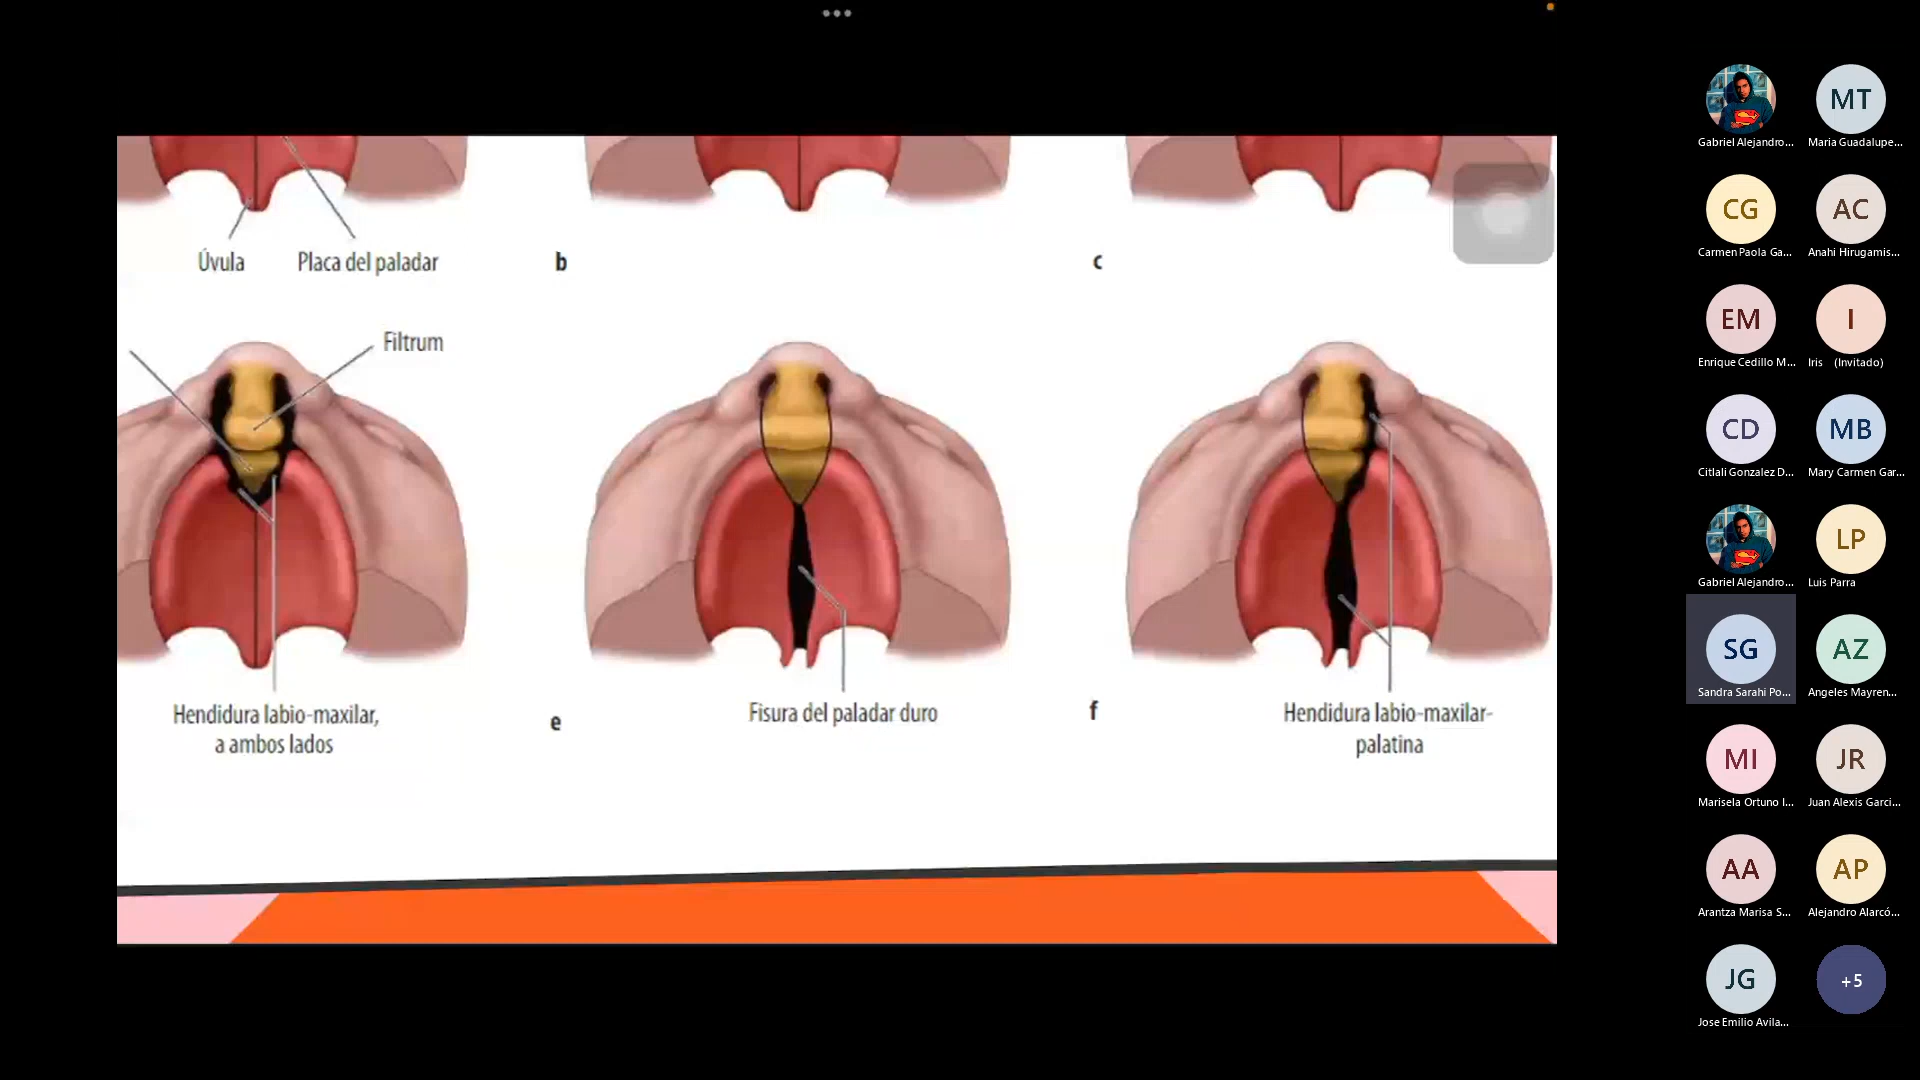 Úvula
Placa del paladar
b
c
Filtrum
Hendidura labio-maxilar,
a ambos lados
e
Fisura del paladar duro
f
Hendidura labio-maxilar-
palatina
MT
Gabriel Alejandro...
Maria Guadalupe...
CG
AC
Carmen Paola Ga...
Anahi Hirugamis...
EM
I
Enrique Cedillo M...
Iris (Invitado)
CD
MB
Citlali Gonzalez D...
Mary Carmen Gar...
LP
Gabriel Alejandro...
Luis Parra
SG
AZ
Sandra Sarahi Po...
Angeles Mayren...
MI
JR
Marisela Ortuno I...
Juan Alexis Garci...
AA
AP
Arantza Marisa S...
Alejandro Alarcó...
JG
+5
Jose Emilio Avila...